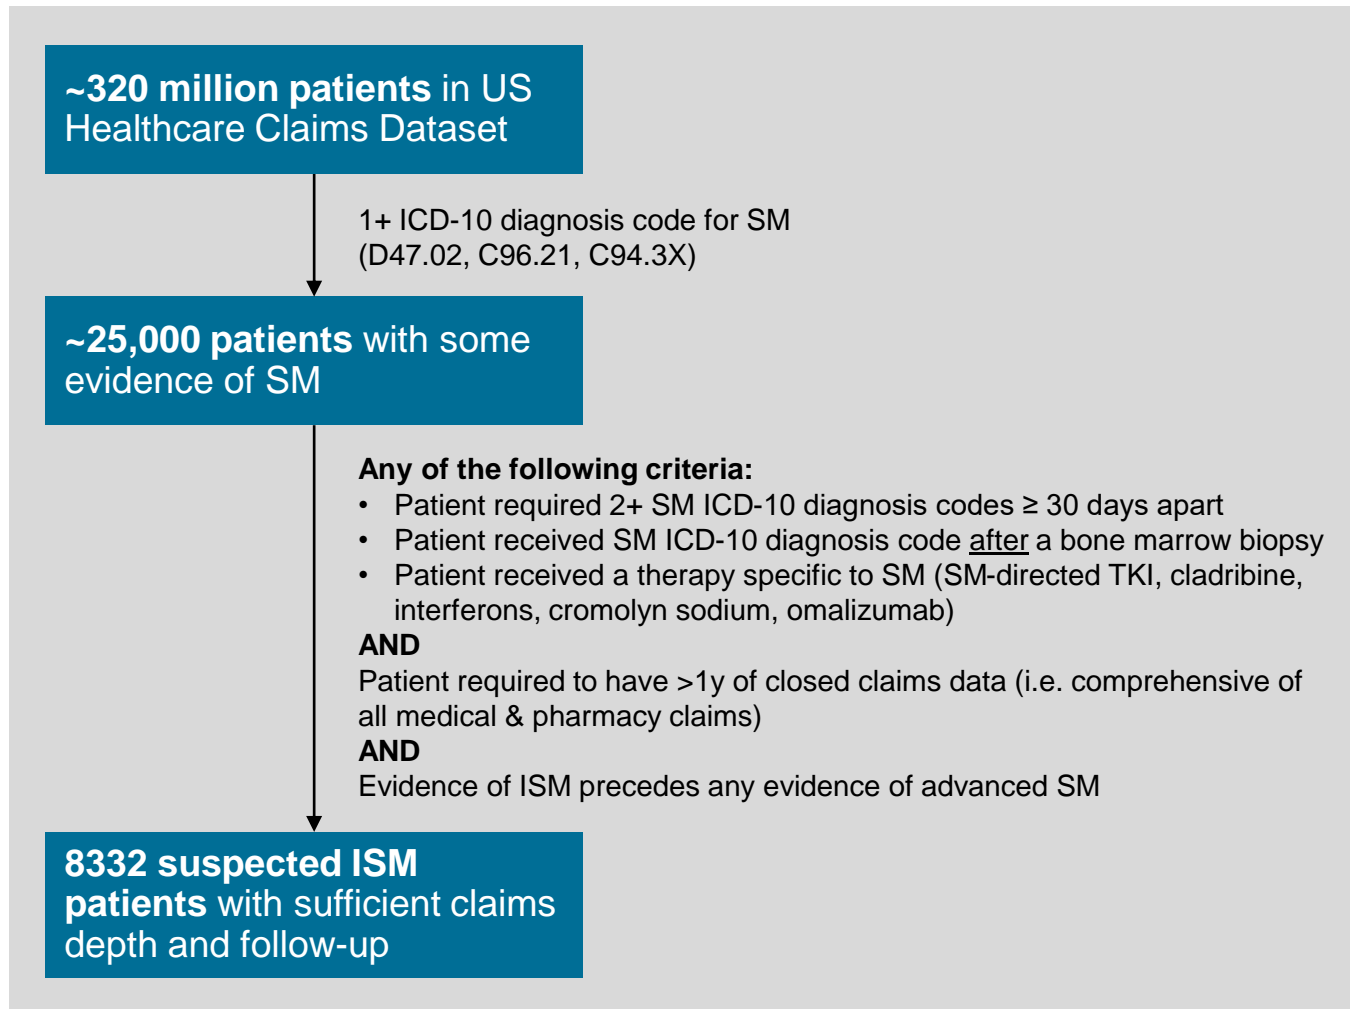 ~320 million patients in US
Healthcare Claims Dataset
1+ ICD-10 diagnosis code for SM
(D47.02, C96.21, C94.3X)
~25,000 patients with some
evidence of SM
Any of the following criteria:
• Patient required 2+ SM ICD-10 diagnosis codes ≥ 30 days apart
• Patient received SM ICD-10 diagnosis code after a bone marrow biopsy
• Patient received a therapy specific to SM (SM-directed TKI, cladribine,
interferons, cromolyn sodium, omalizumab)
AND
Patient required to have >1y of closed claims data (i.e. comprehensive of
all medical & pharmacy claims)
AND
Evidence of ISM precedes any evidence of advanced SM
8332 suspected ISM
patients with sufficient claims
depth and follow-up